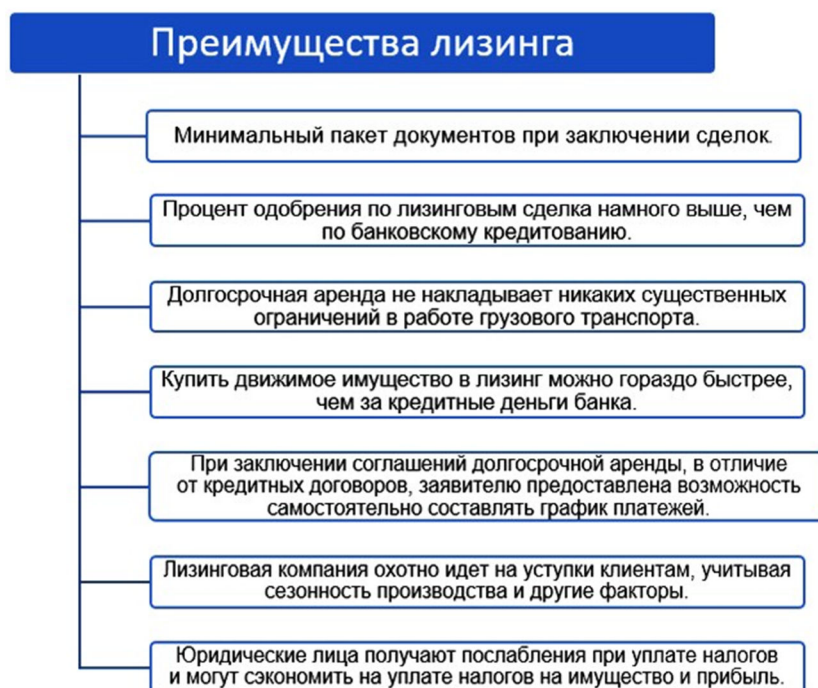 Преимущества лизинга
Минимальный пакет документов при заключении сделок.
Процент одобрения по лизинговым сделка намного выше, чем
по банковскому кредитованию.
Долгосрочная аренда не накладывает никаких существенных
ограничений в работе грузового транспорта.
Купить движимое имущество в лизинг можно гораздо быстрее,
чем за кредитные деньги банка.
При заключении соглашений долгосрочной аренды, в отличие
от кредитных договоров, заявителю предоставлена возможность
самостоятельно составлять график платежей.
Лизинговая компания охотно идет на уступки клиентам, учитывая
сезонность производства и другие факторы.
Юридические лица получают послабления при уплате налогов
и могут сэкономить на уплате налогов на имущество и прибыль.